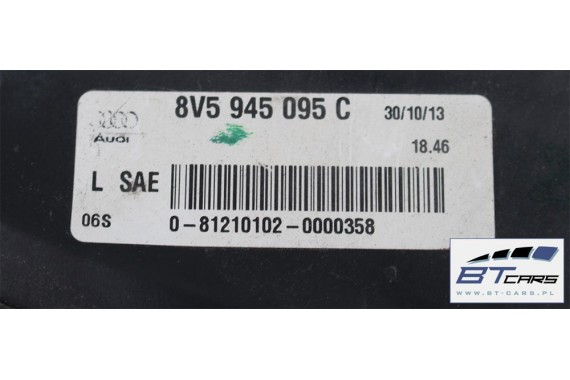 8V5 945 095 C 30/10/13
Audi 18.46
L SAE
06S 0-81210102-0000358
BT CARS
WWW.BT-CARS.PL